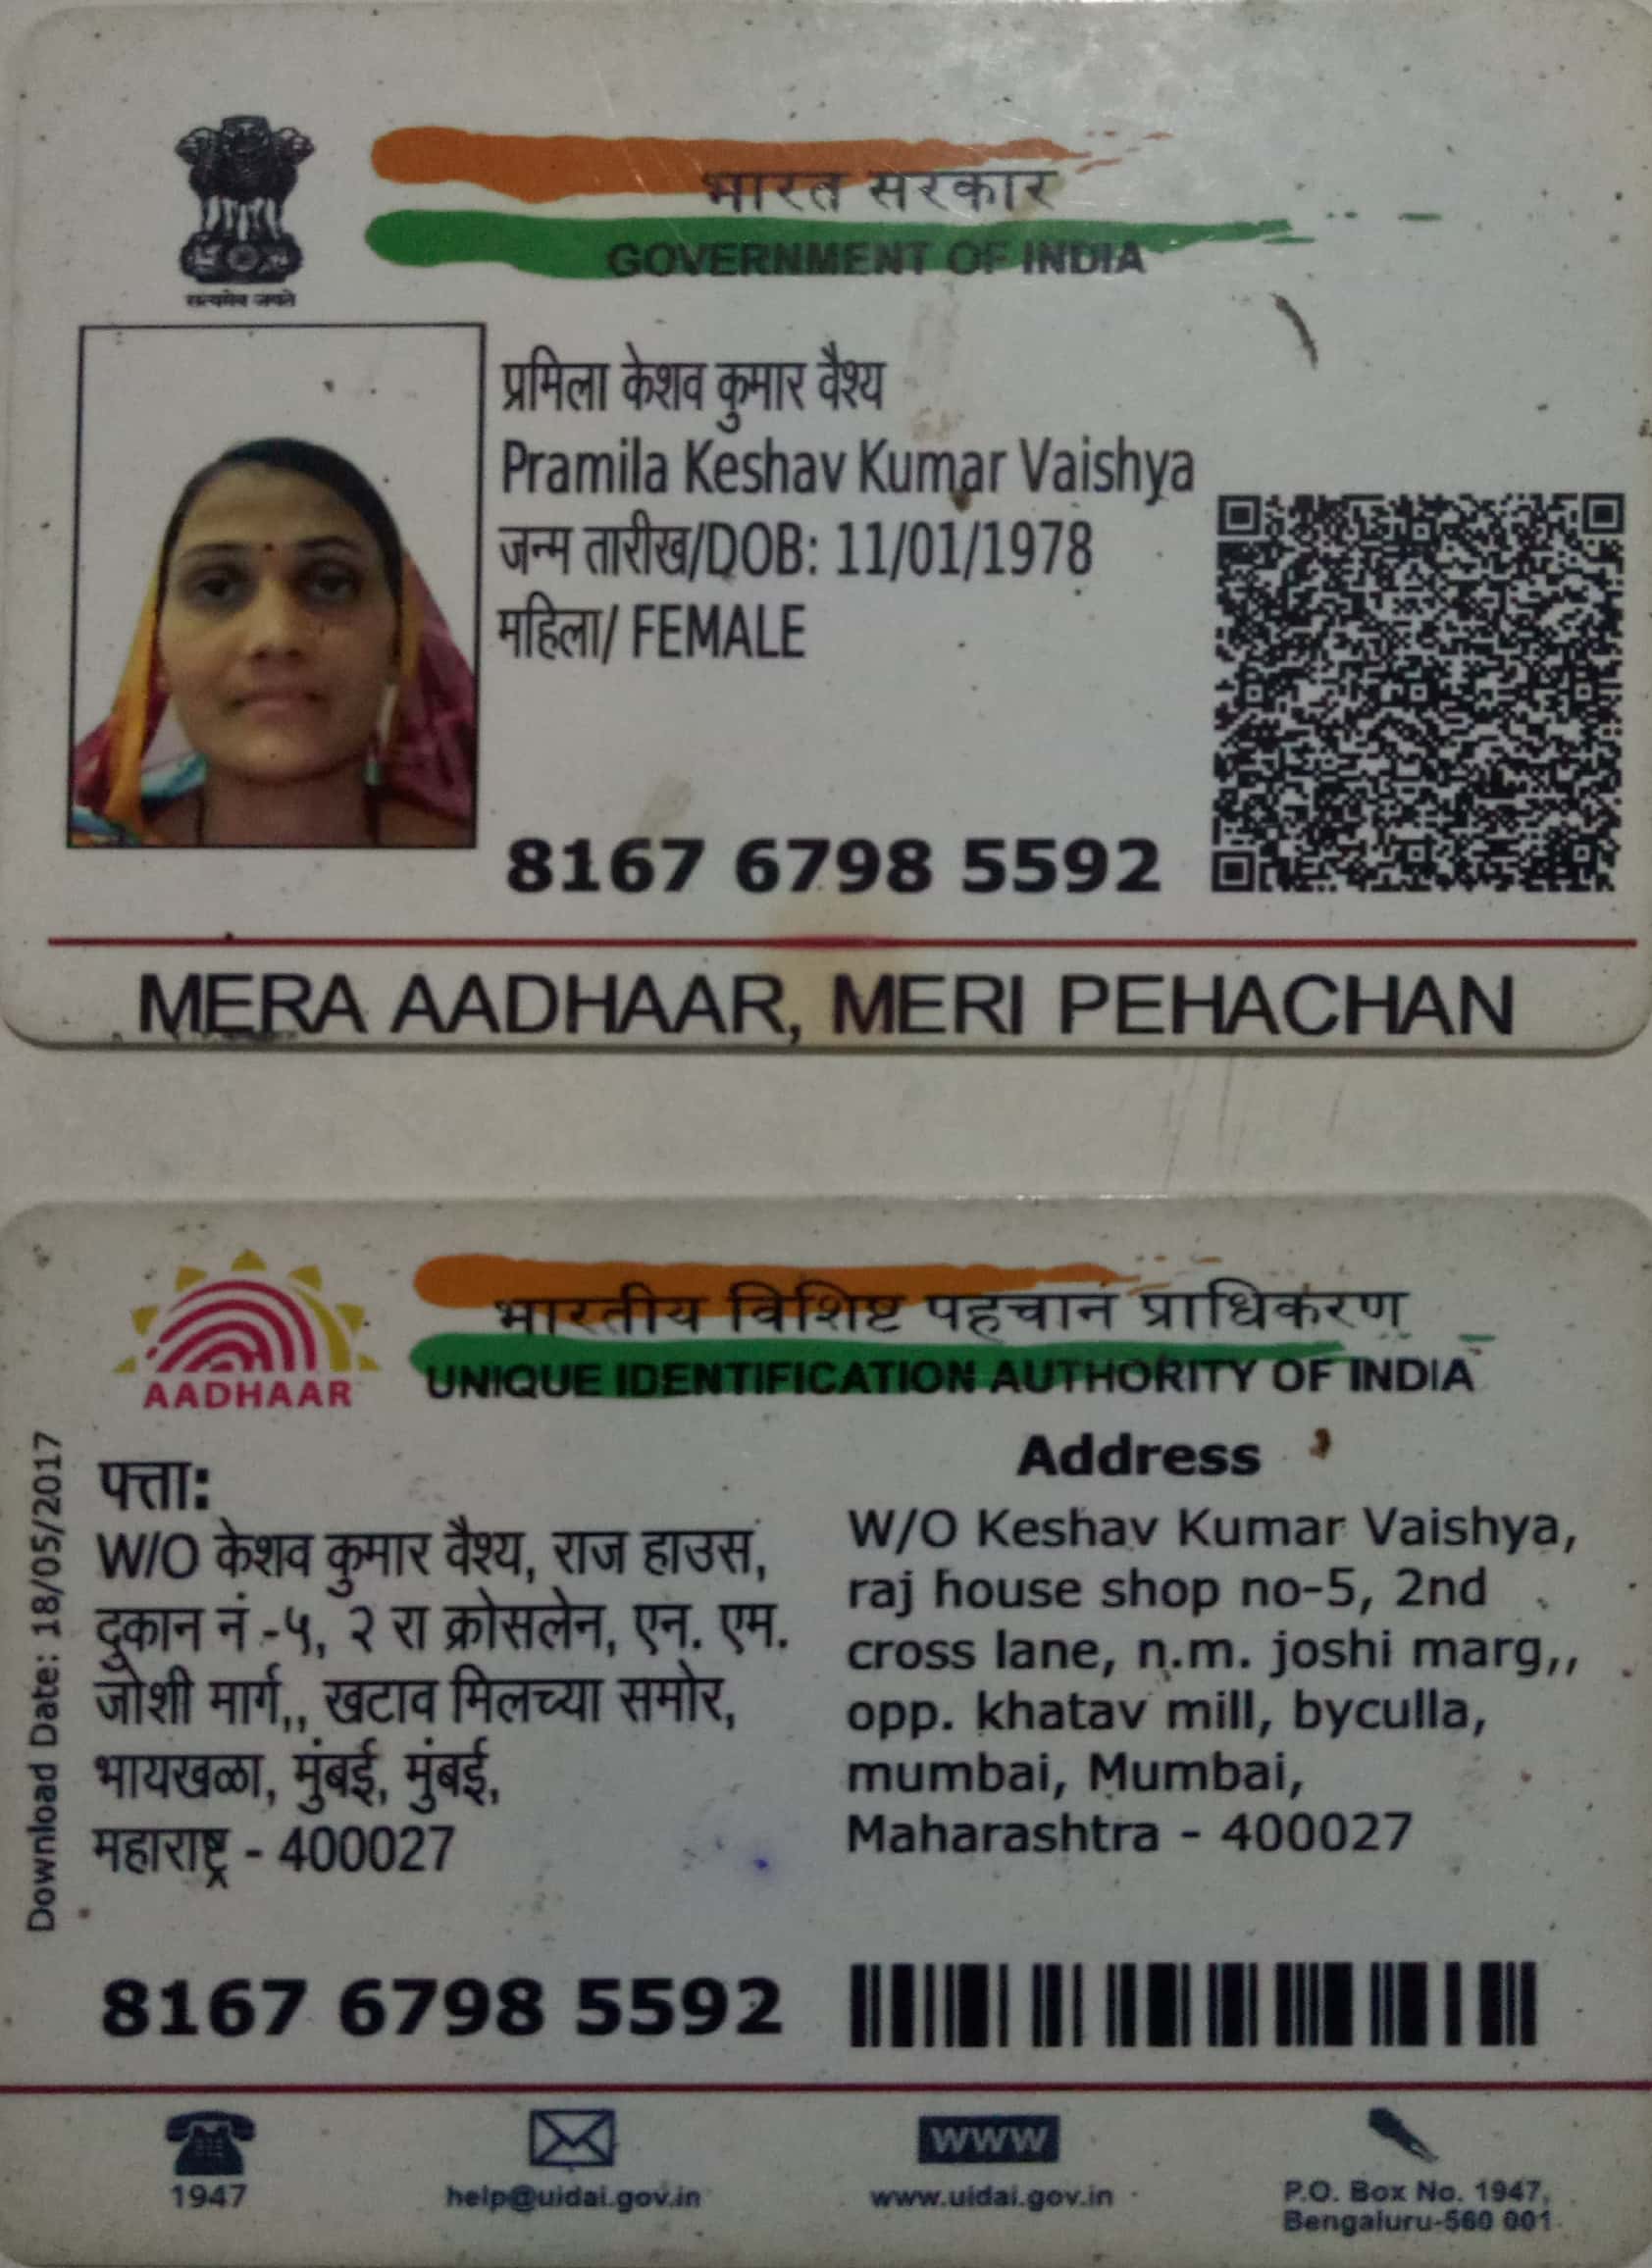 भारत सरकार
GOVERNMENT OF INDIA
सत्यमेव जयते
प्रमिला केशव कुमार वैश्य
Pramila Keshav Kumar Vaishya
जन्म तारीख/DOB: 11/01/1978
महिला/ FEMALE
8167 6798 5592
MERA AADHAAR, MERI PEHACHAN
भारतीय विशिष्ट पहचान प्राधिकरण
UNIQUE IDENTIFICATION AUTHORITY OF INDIA
AADHAAR
Download Date: 18/05/2017
पत्ता:
W/O केशव कुमार वैश्य, राज हाउस,
दुकान नं -५, २ रा क्रोसलेन, एन. एम.
जोशी मार्ग,, खटाव मिलच्या समोर,
भायखळा, मुंबई, मुंबई,
महाराष्ट्र - 400027
Address
W/O Keshav Kumar Vaishya,
raj house shop no-5, 2nd
cross lane, n.m. joshi marg,,
opp. khatav mill, byculla,
mumbai, Mumbai,
Maharashtra - 400027
8167 6798 5592
1947
help@uidai.gov.in
www
www.uidai.gov.in
P.O. Box No. 1947,
Bengaluru-560 001